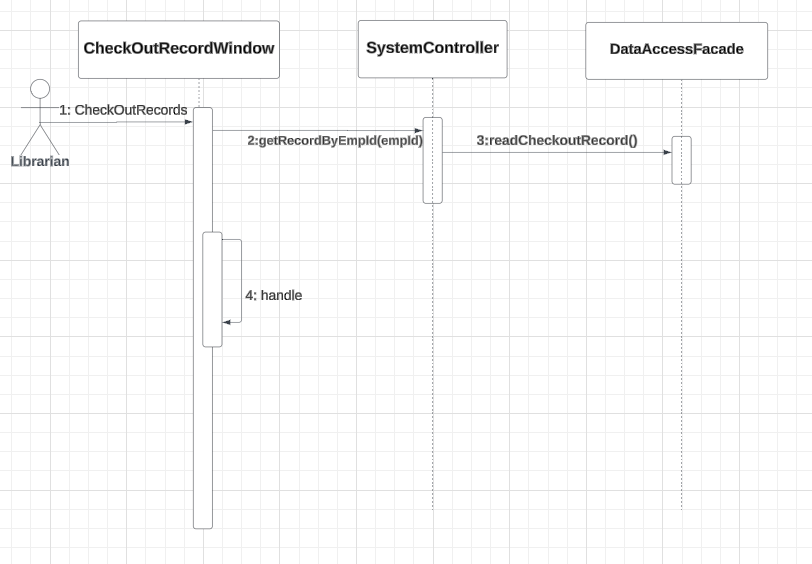 CheckOutRecordWindow
SystemController
DataAccessFacade
1: CheckOutRecords
2:getRecordByEmpId(empId)
3:readCheckoutRecord()
Librarian
4: handle